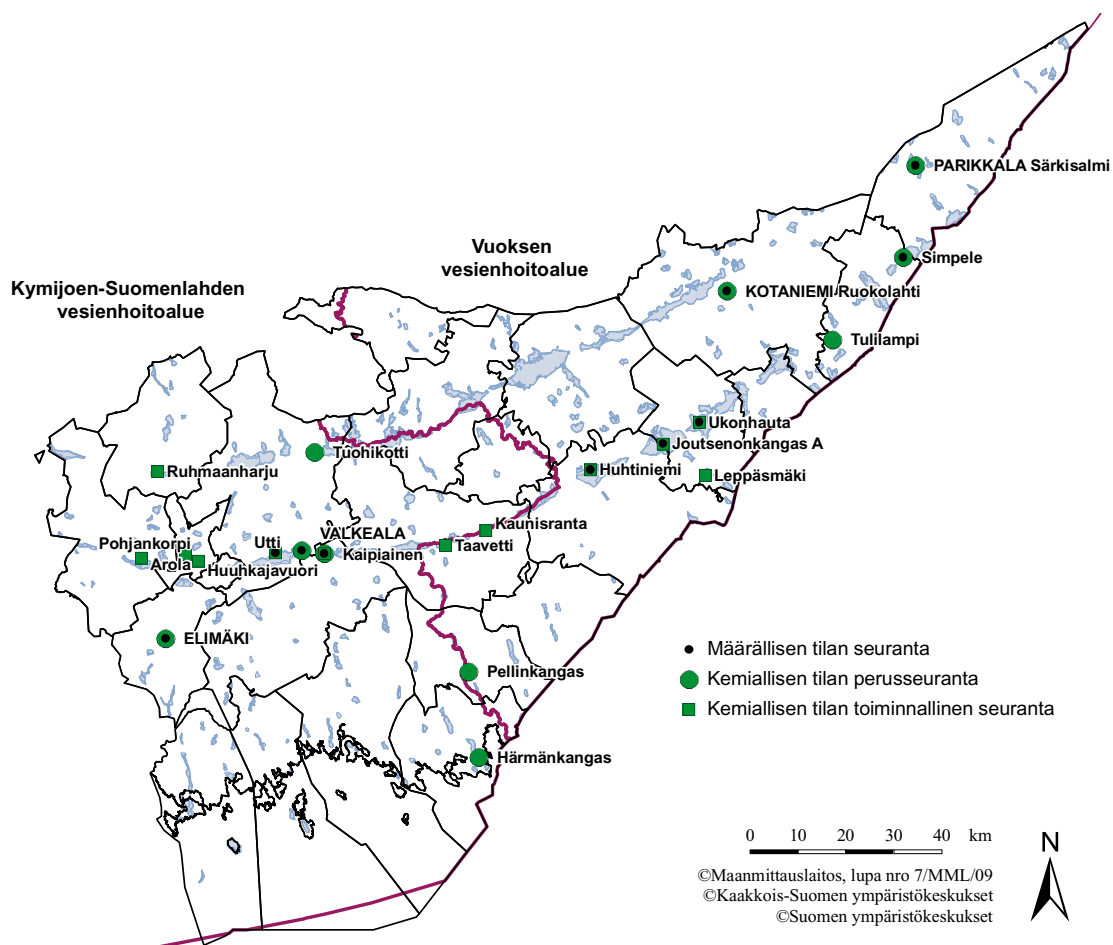 PARIKKALA Särkisalmi
Vuoksen
vesienhoitoalue
Simpele
Kymijoen-Suomenlahden
vesienhoitoalue
KOTANIEMI Ruokolahti
Tulilampi
Ukonhauta
Joutsenonkangas A
Tuohikotti
Ruhmaanharju
Huhtiniemi
Leppäsmäki
Kaunisranta
VALKEALA
Pohjankorpi
Utti
Taavetti
Kaipiainen
Arola
Huuhkajavuori
ELIMÄKI
Määrällisen tilan seuranta
Pellinkangas
Kemiallisen tilan perusseuranta
Kemiallisen tilan toiminnallinen seuranta
Härmänkangas
0 10 20 30 40 km
N
©Maanmittauslaitos, lupa nro 7/MML/09
©Kaakkois-Suomen ympäristökeskukset
©Suomen ympäristökeskukset